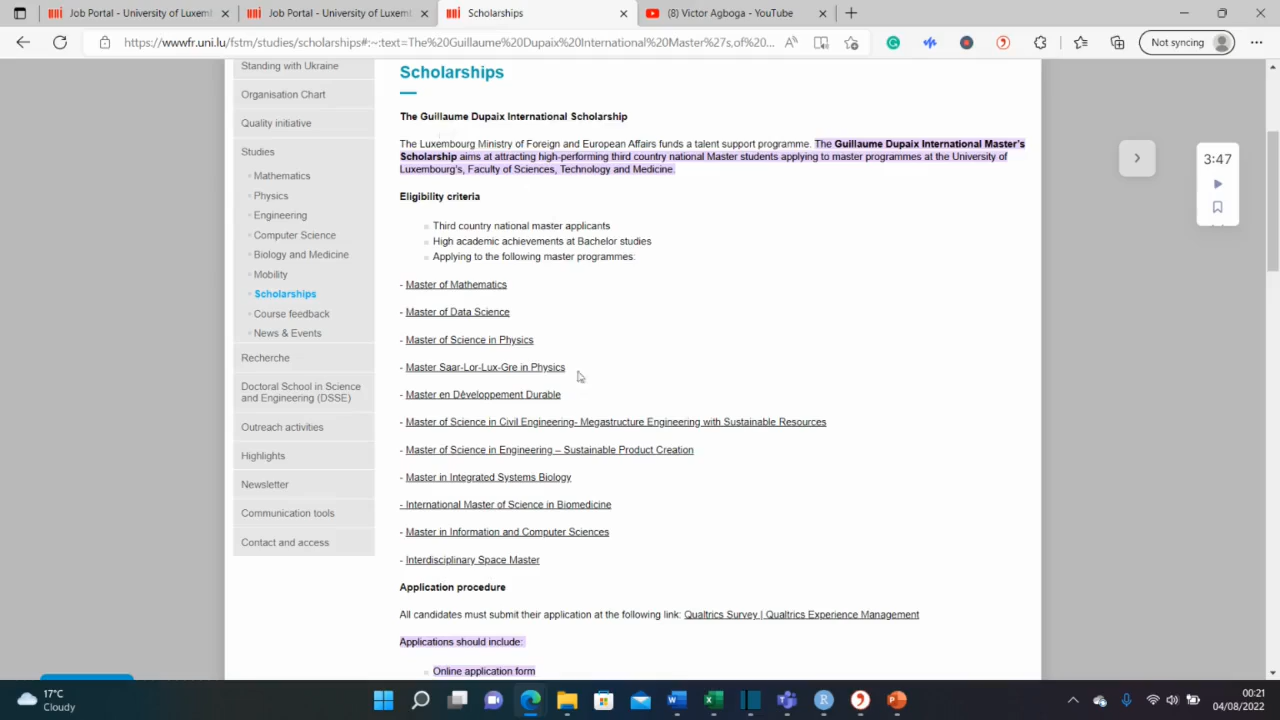 Job Portal - University of Luxeml
Job Portal - University of Luxeml
Scholarships
(8) Victor Agboga - YouTube
https://wwwfr.uni.lu/fstm/studies/scholarships#:~:text=The%20Guillaume%20Dupaix%20International%20Master%27s,of%20...
Not syncing
Standing with Ukraine
Organisation Chart
Quality initiative
Studies
Mathematics
Physics
Engineering
Computer Science
Biology and Medicine
Mobility
Scholarships
Course feedback
News & Events
Recherche
Doctoral School in Science
and Engineering (DSSE)
Outreach activities
Highlights
Newsletter
Communication tools
Contact and access
Scholarships
The Guillaume Dupaix International Scholarship
The Luxembourg Ministry of Foreign and European Affairs funds a talent support programme. The Guillaume Dupaix International Master's
Scholarship aims at attracting high-performing third country national Master students applying to master programmes at the University of
Luxembourg's, Faculty of Sciences, Technology and Medicine.
Eligibility criteria
Third country national master applicants
High academic achievements at Bachelor studies
Applying to the following master programmes:
- Master of Mathematics
- Master of Data Science
- Master of Science in Physics
- Master Saar-Lor-Lux-Gre in Physics
- Master en Développement Durable
- Master of Science in Civil Engineering- Megastructure Engineering with Sustainable Resources
- Master of Science in Engineering – Sustainable Product Creation
- Master in Integrated Systems Biology
- International Master of Science in Biomedicine
- Master in Information and Computer Sciences
- Interdisciplinary Space Master
Application procedure
All candidates must submit their application at the following link: Qualtrics Survey | Qualtrics Experience Management
Applications should include:
Online application form
3:47
17°C
Cloudy
00:21
04/08/2022